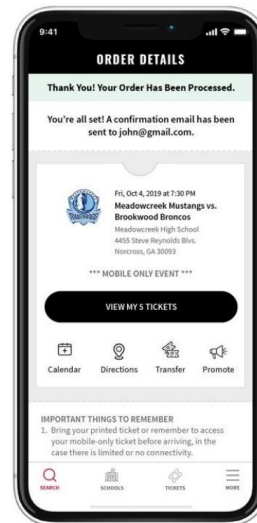 9:41
ORDER DETAILS
Thank You! Your Order Has Been Processed.
You're all set! A confirmation email has been
sent to john@gmail.com.
Fri, Oct 4, 2019 at 7:30 PM
Meadowcreek Mustangs vs.
Brookwood Broncos
Meadowcreek High School
4455 Steve Reynolds Blvs.
Norcross, GA 30093
*** MOBILE ONLY EVENT ***
VIEW MY 5 TICKETS
Calendar Directions Transfer Promote
IMPORTANT THINGS TO REMEMBER
1. Bring your printed ticket or remember to access
your mobile-only ticket before arriving, in the
case there is limited or no connectivity.
SEARCH SCHOOLS TICKETS MORE